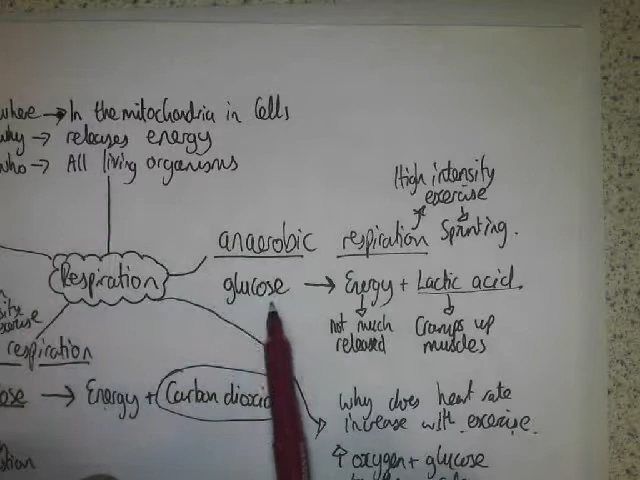 where → In the mitochondria in Cells
why → releases energy
who → All living organisms
High intensity
exercise
Sprinting.
anaerobic respiration
Respiration
glucose → Energy + Lactic acid.
not much
released
Cramps up
muscles
respiration
→ Energy + Carbon dioxid
Why does heat rate
increase with exercise.
↑ oxygen + glucose